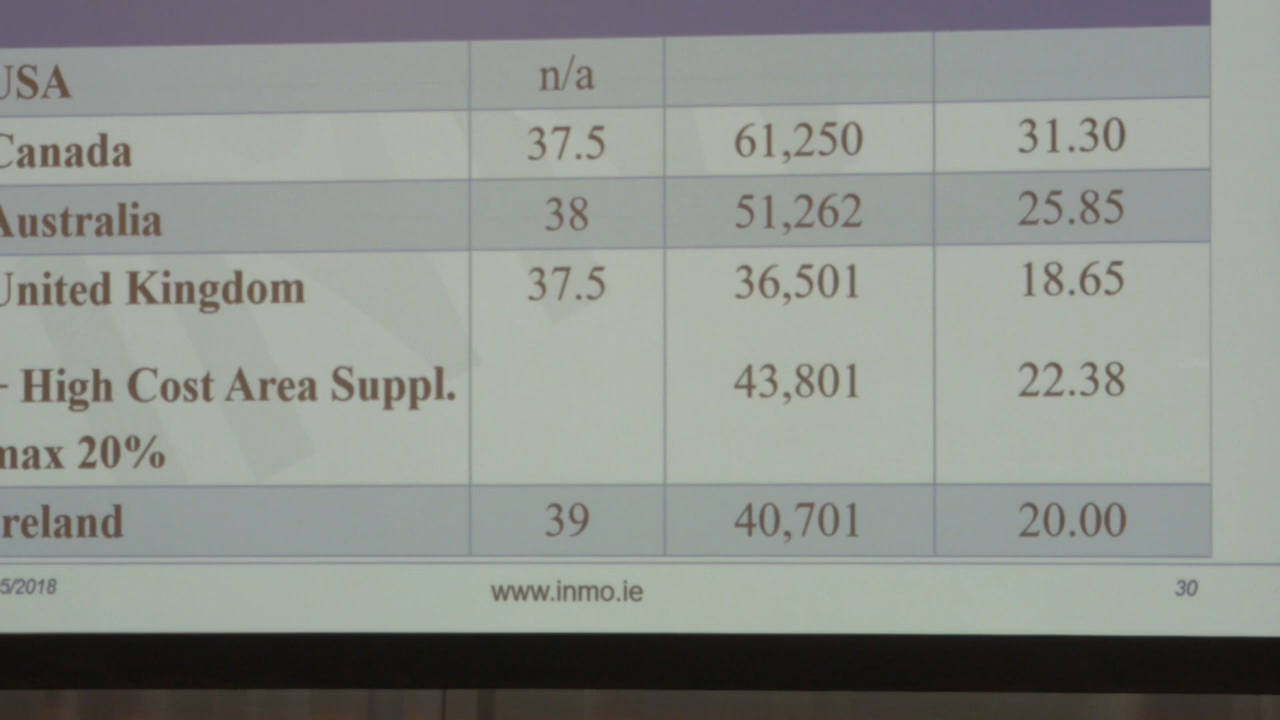 USA n/a
Canada 37.5 61,250 31.30
Australia 38 51,262 25.85
United Kingdom 37.5 36,501 18.65
- High Cost Area Suppl. 43,801 22.38
max 20%
Ireland 39 40,701 20.00
5/2018 www.inmo.ie 30